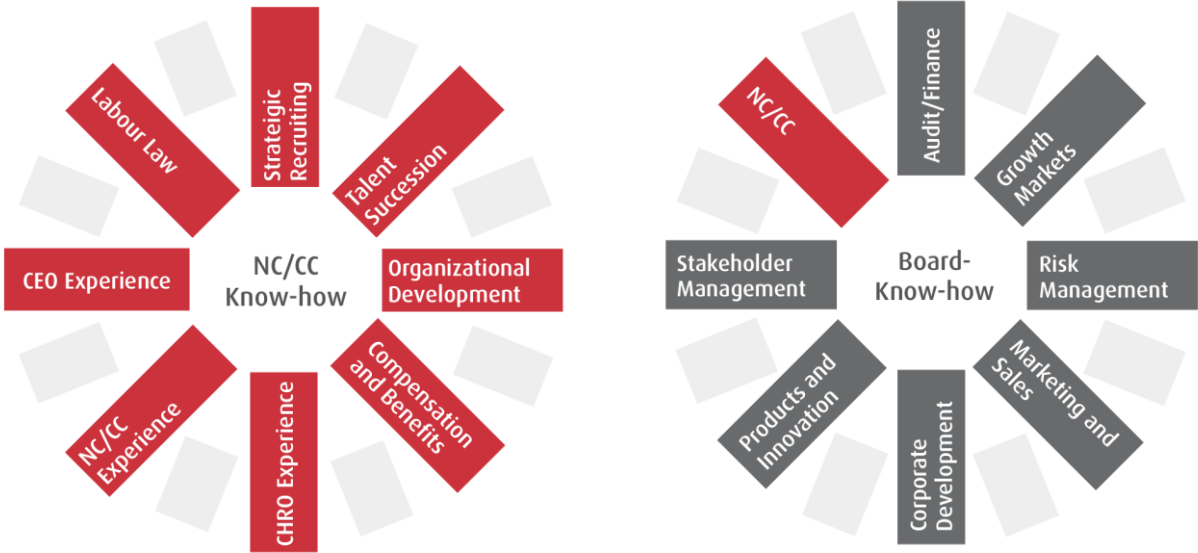 Strateigic
Recruiting
Talent
Succession
Organizational
Development
Compensation
and Benefits
CHRO Experience
NC/CC
Experience
CEO Experience
Labour Law
NC/CC
Know-how
Audit/Finance
Growth
Markets
Risk
Management
Marketing and
Sales
Corporate
Development
Products and
Innovation
Stakeholder
Management
NC/CC
Board-
Know-how